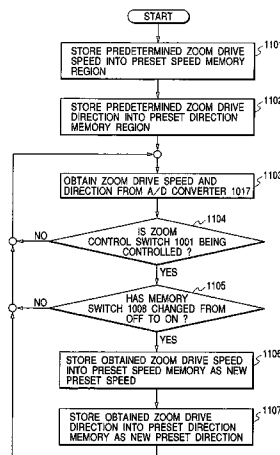 START
1101
STORE PREDETERMINED ZOOM DRIVE
SPEED INTO PRESET SPEED MEMORY
REGION
1102
STORE PREDETERMINED ZOOM DRIVE
DIRECTION INTO PRESET DIRECTION
MEMORY REGION
1103
OBTAIN ZOOM DRIVE SPEED AND
DIRECTION FROM A/D CONVERTER 1017
1104
IS ZOOM
CONTROL SWITCH 1001 BEING
CONTROLLED ?
NO
YES
1105
HAS MEMORY
SWITCH 1008 CHANGED FROM
OFF TO ON ?
NO
YES
1106
STORE OBTAINED ZOOM DRIVE SPEED
INTO PRESET SPEED MEMORY AS NEW
PRESET SPEED
1107
STORE OBTAINED ZOOM DRIVE
DIRECTION INTO PRESET DIRECTION
MEMORY AS NEW PRESET DIRECTION